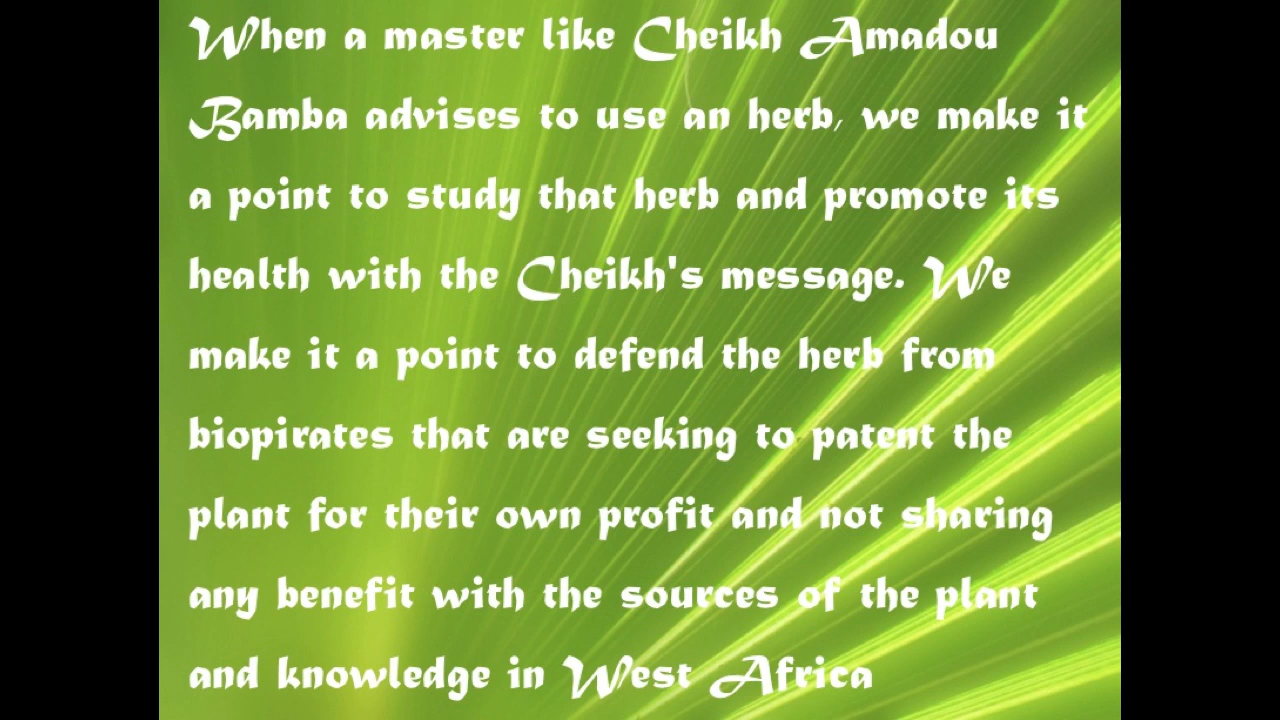 When a master like Cheikh Amadou
Bamba advises to use an herb, we make it
a point to study that herb and promote its
health with the Cheikh's message. We
make it a point to defend the herb from
biopirates that are seeking to patent the
plant for their own profit and not sharing
any benefit with the sources of the plant
and knowledge in West Africa